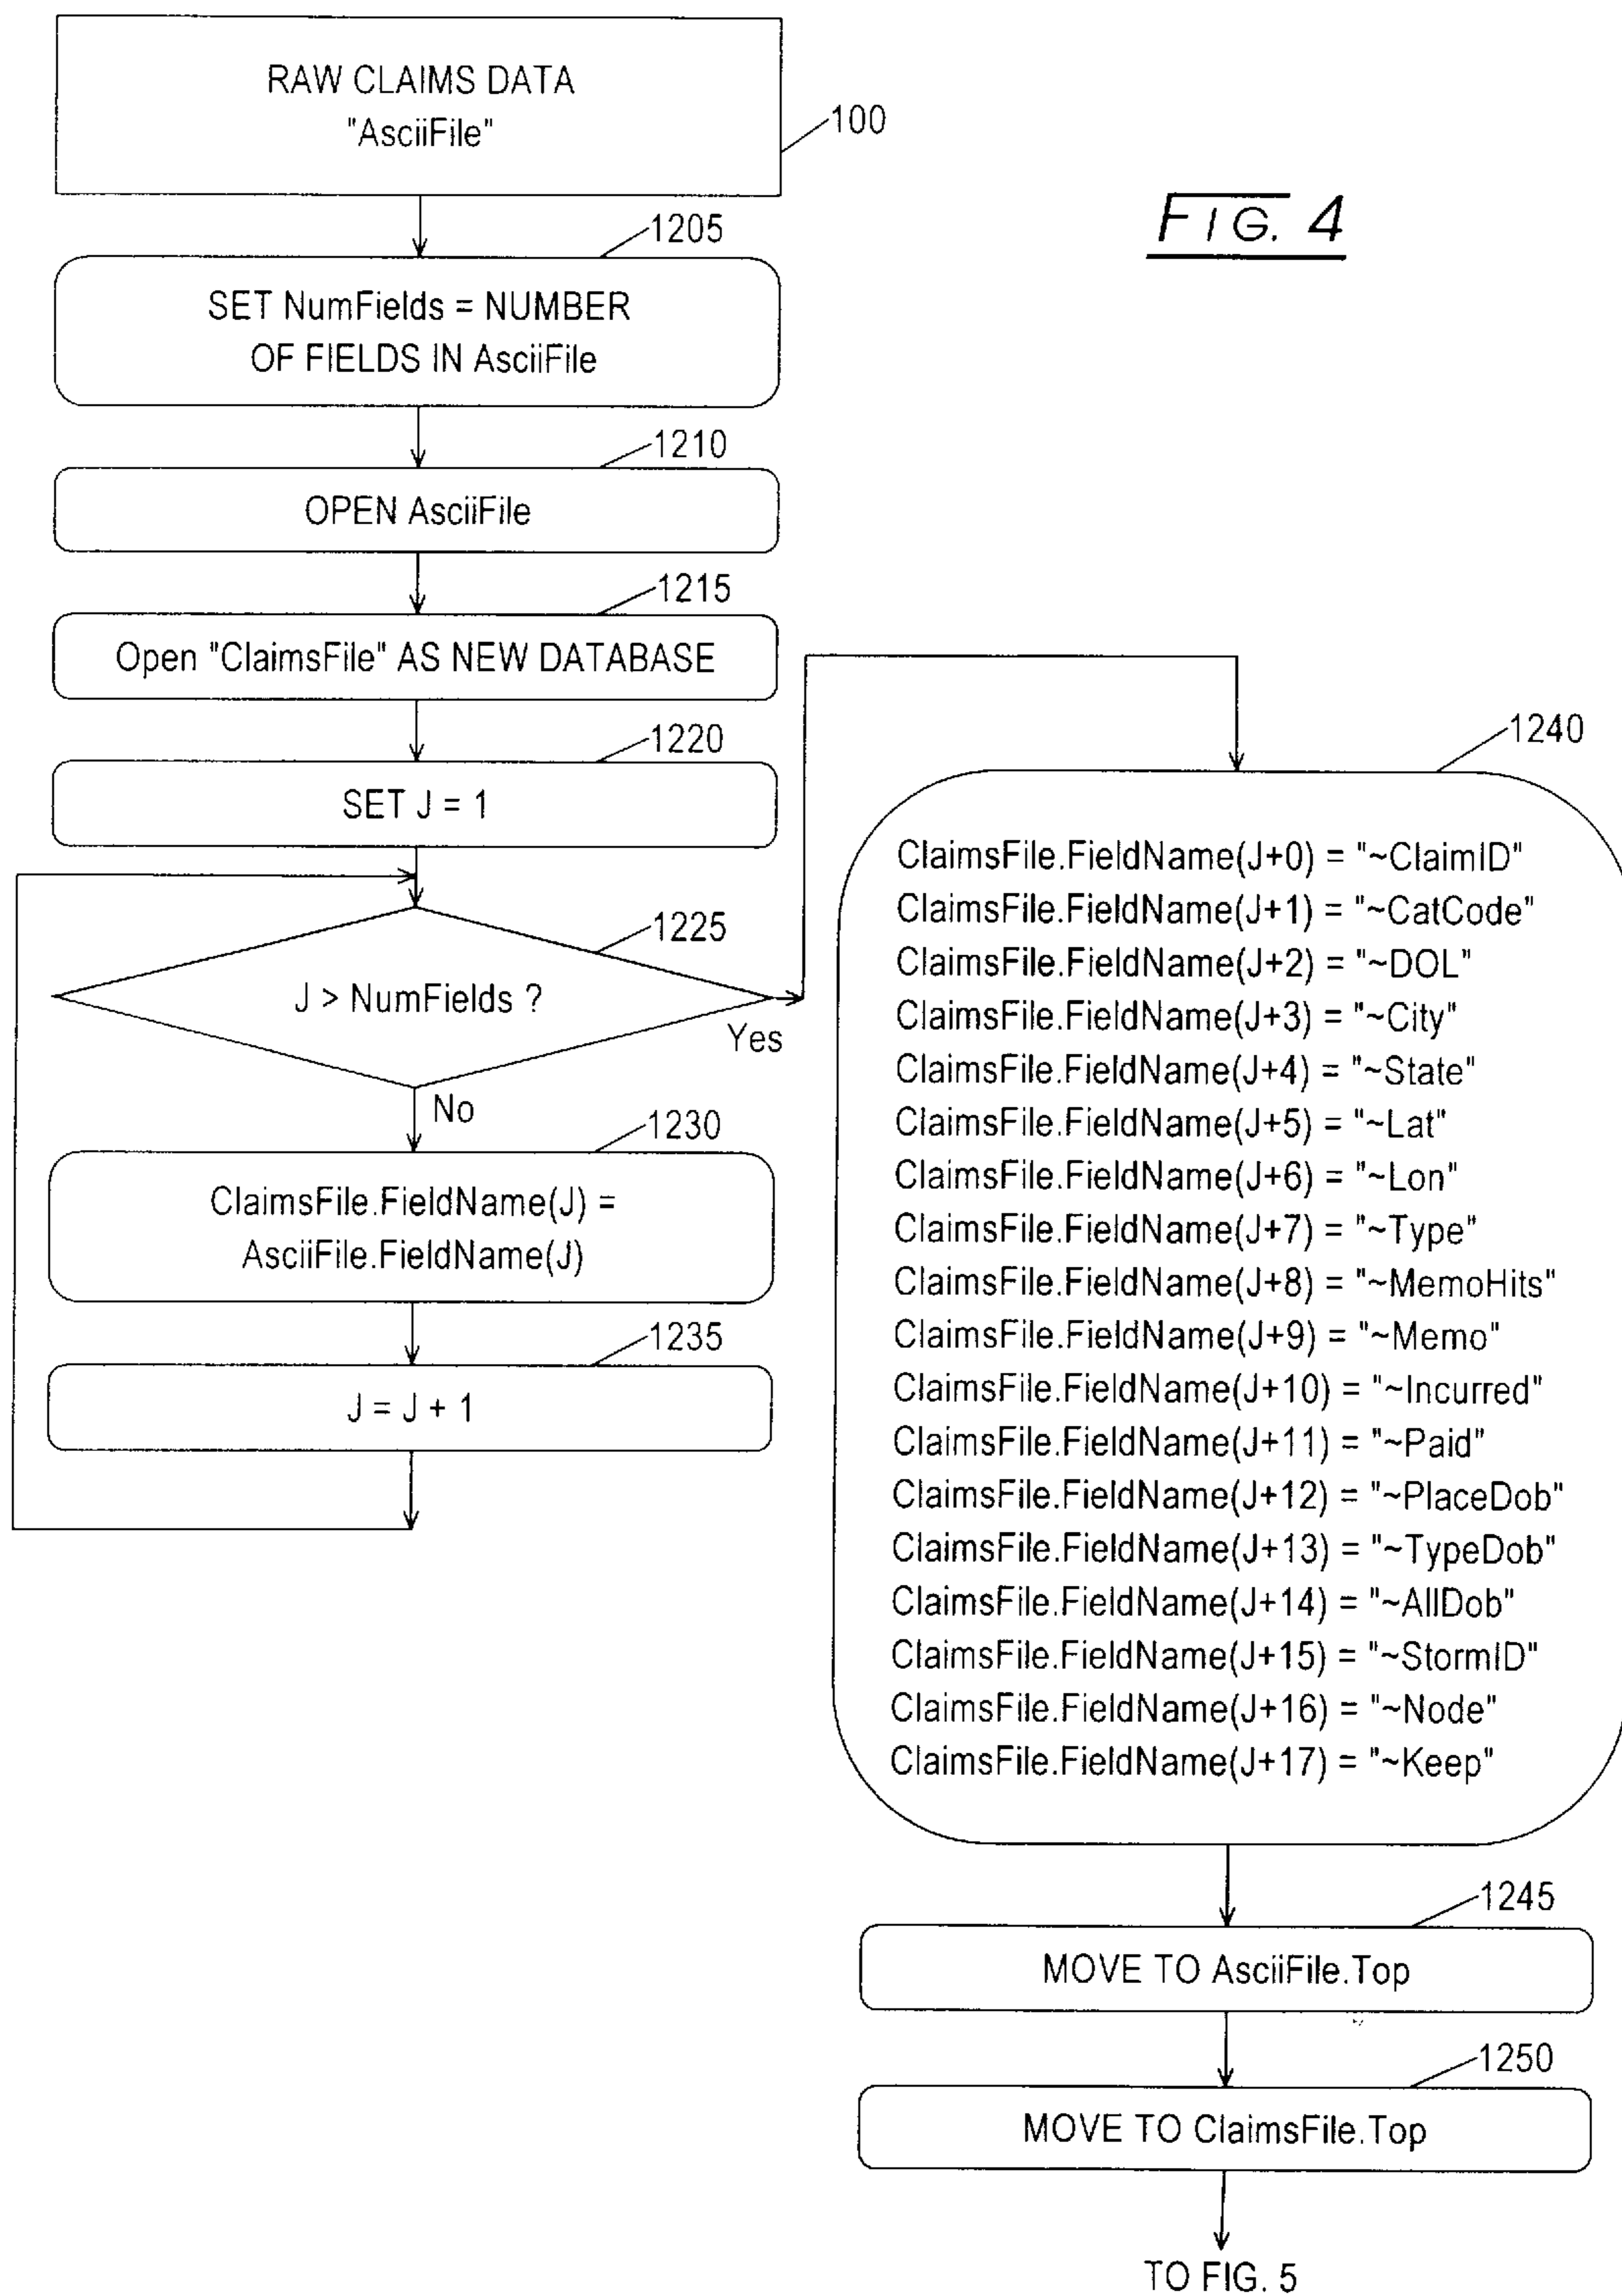 RAW CLAIMS DATA
"AsciiFile"
100
FIG. 4
1205
SET NumFields = NUMBER
OF FIELDS IN AsciiFile
1210
OPEN AsciiFile
1215
Open "ClaimsFile" AS NEW DATABASE
1220
SET J = 1
1225
J > NumFields ?
Yes
No
1230
ClaimsFile.FieldName(J) =
AsciiFile.FieldName(J)
1235
J = J + 1
1240
ClaimsFile.FieldName(J+0) = "~ClaimID"
ClaimsFile.FieldName(J+1) = "~CatCode"
ClaimsFile.FieldName(J+2) = "~DOL"
ClaimsFile.FieldName(J+3) = "~City"
ClaimsFile.FieldName(J+4) = "~State"
ClaimsFile.FieldName(J+5) = "~Lat"
ClaimsFile.FieldName(J+6) = "~Lon"
ClaimsFile.FieldName(J+7) = "~Type"
ClaimsFile.FieldName(J+8) = "~MemoHits"
ClaimsFile.FieldName(J+9) = "~Memo"
ClaimsFile.FieldName(J+10) = "~Incurred"
ClaimsFile.FieldName(J+11) = "~Paid"
ClaimsFile.FieldName(J+12) = "~PlaceDob"
ClaimsFile.FieldName(J+13) = "~TypeDob"
ClaimsFile.FieldName(J+14) = "~AllDob"
ClaimsFile.FieldName(J+15) = "~StormID"
ClaimsFile.FieldName(J+16) = "~Node"
ClaimsFile.FieldName(J+17) = "~Keep"
1245
MOVE TO AsciiFile.Top
1250
MOVE TO ClaimsFile.Top
TO FIG. 5